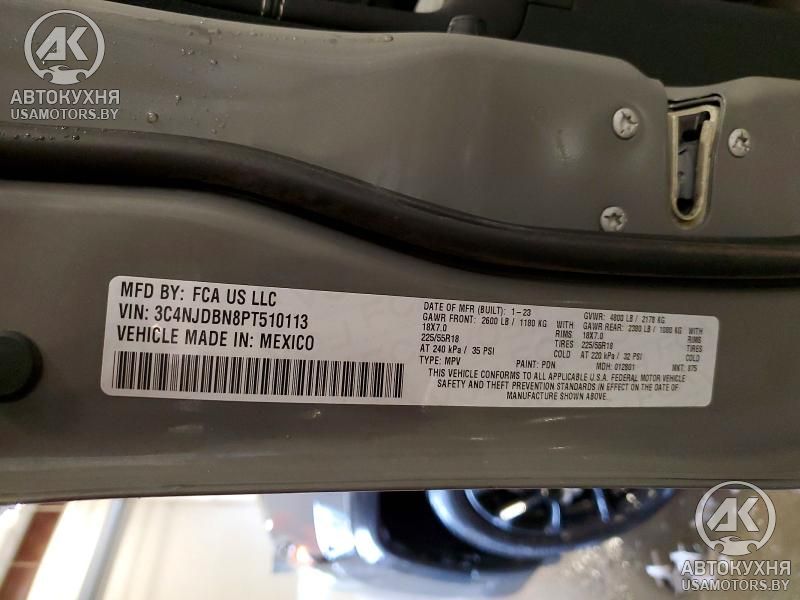 АК
АВТОКУХНЯ
USAMOTORS.BY
MFD BY: FCA US LLC
VIN: 3C4NJDBN8PT510113
VEHICLE MADE IN: MEXICO
DATE OF MFR (BUILT): 1-23
GVWR: 4800 LB / 2178 KG
GAWR FRONT: 2600 LB / 1180 KG WITH
GAWR REAR: 2380 LB / 1080 KG WITH
18X7.0 RIMS
18X7.0 RIMS
225/55R18 TIRES
225/55R18 TIRES
AT 240 kPa / 35 PSI COLD
AT 220 kPa / 32 PSI COLD
TYPE: MPV
PAINT: PDN
MDH: 012801
MKT: 875
THIS VEHICLE CONFORMS TO ALL APPLICABLE U.S.A. FEDERAL MOTOR VEHICLE
SAFETY AND THEFT PREVENTION STANDARDS IN EFFECT ON THE DATE OF
MANUFACTURE SHOWN ABOVE...
АК
АВТОКУХНЯ
USAMOTORS.BY